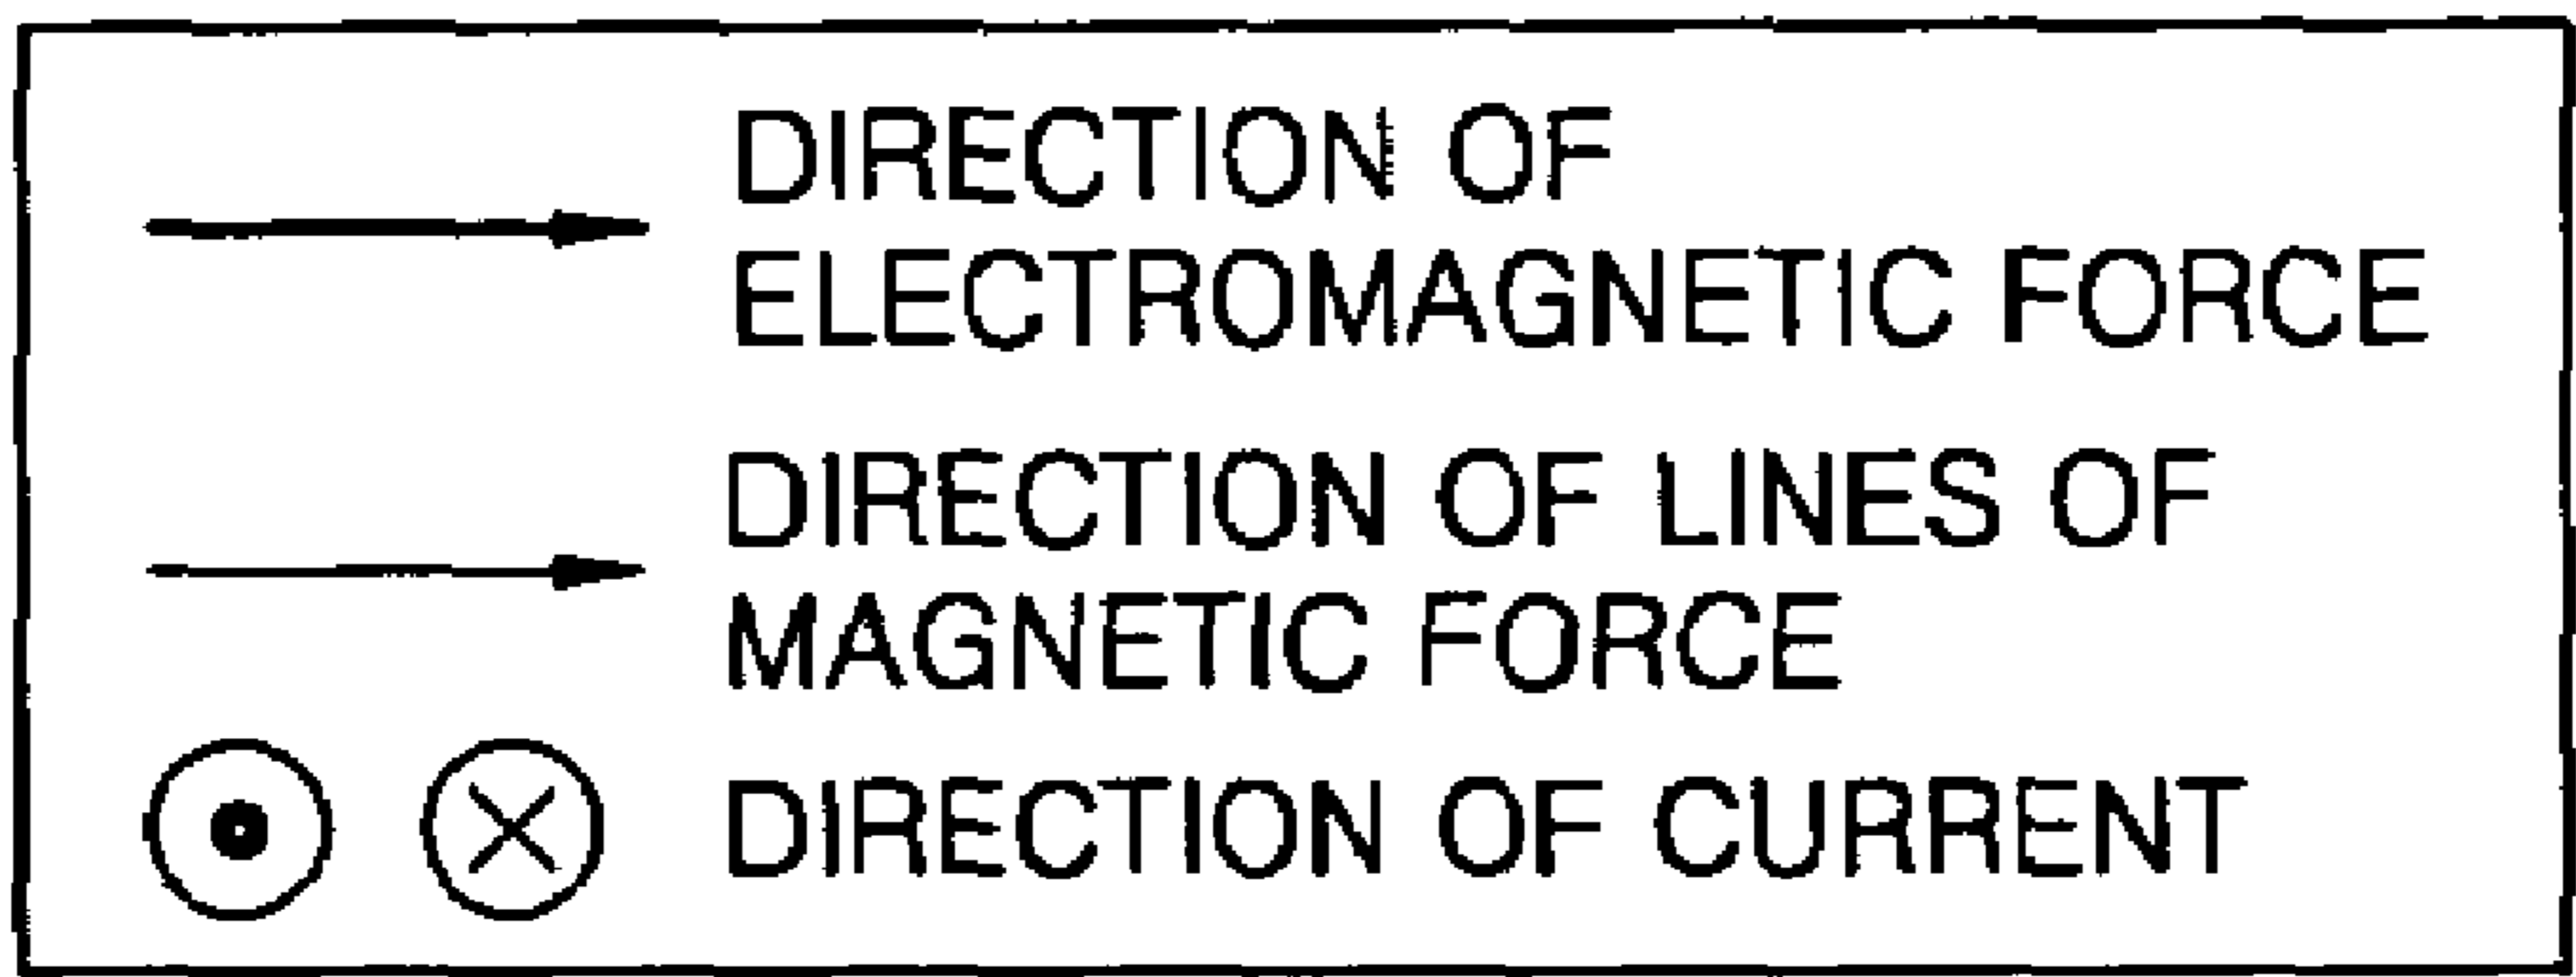 DIRECTION OF
ELECTROMAGNETIC FORCE
DIRECTION OF LINES OF
MAGNETIC FORCE
DIRECTION OF CURRENT